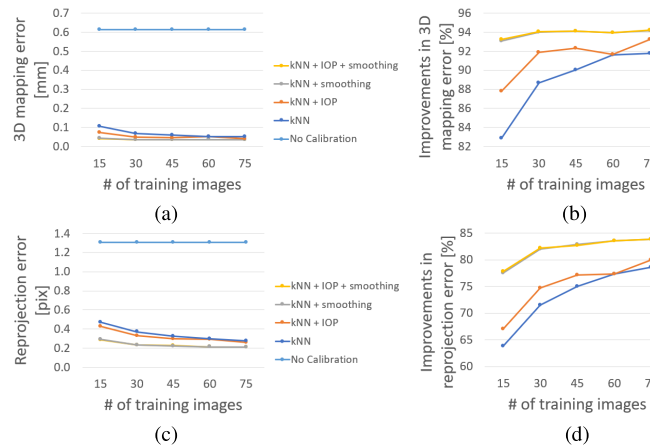 (a)
3D mapping error
[mm]
0.7
0.6
0.5
0.4
0.3
0.2
0.1
0.0
15 30 45 60 75
# of training images
kNN + IOP + smoothing
kNN + smoothing
kNN + IOP
kNN
No Calibration
(b)
Improvements in 3D
mapping error [%]
96
94
92
90
88
86
84
82
15 30 45 60
# of training images
(c)
Reprojection error
[pix]
1.4
1.2
1.0
0.8
0.6
0.4
0.2
0.0
15 30 45 60 75
# of training images
kNN + IOP + smoothing
kNN + smoothing
kNN + IOP
kNN
No Calibration
(d)
Improvements in
reprojection error [%]
85
80
75
70
65
60
15 30 45 60
# of training images